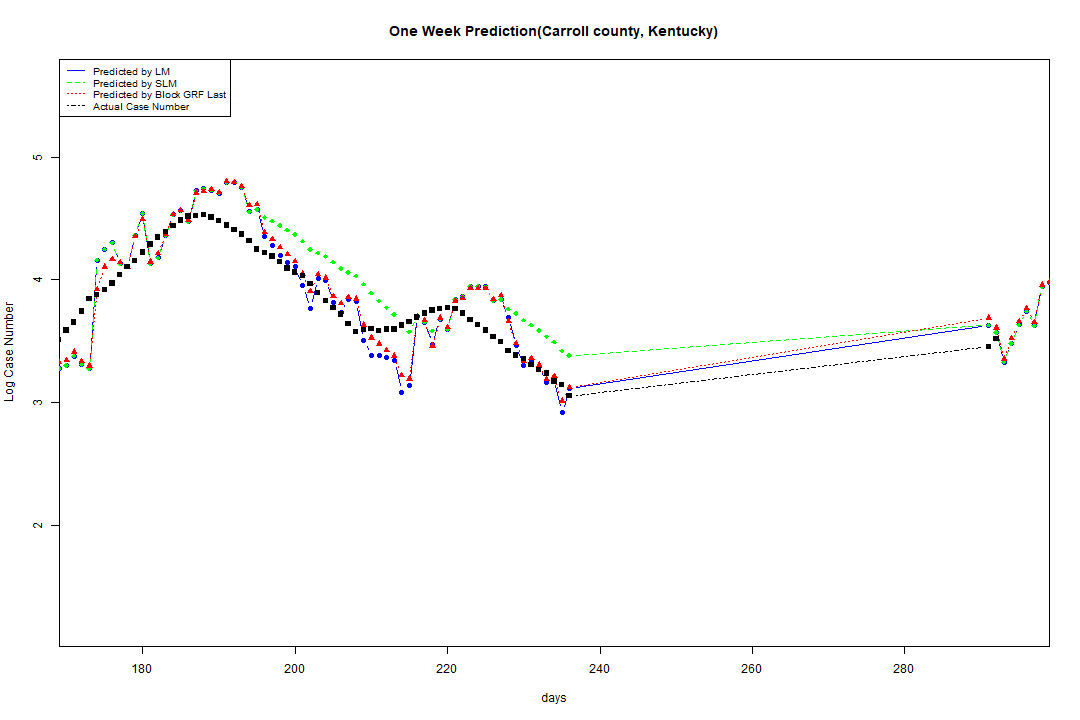 One Week Prediction(Carroll county, Kentucky)
Predicted by LM
Predicted by SLM
Predicted by Block GRF Last
Actual Case Number
5
4
3
2
Log Case Number
180 200 220 240 260 280
days